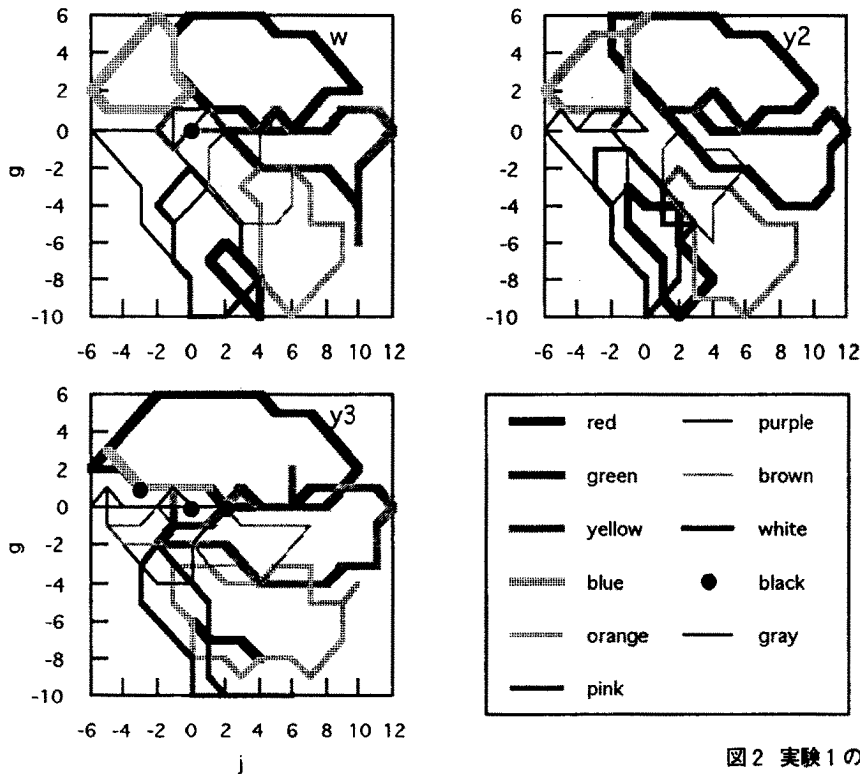 w
6
4
2
0
-2
-4
-6
-8
-10
g
-6 -4 -2 0 2 4 6 8 10 12
y2
6
4
2
0
-2
-4
-6
-8
-10
-6 -4 -2 0 2 4 6 8 10 12
y3
6
4
2
0
-2
-4
-6
-8
-10
g
-6 -4 -2 0 2 4 6 8 10 12
j
red
green
yellow
blue
orange
pink
purple
brown
white
black
gray
図2 実験1の